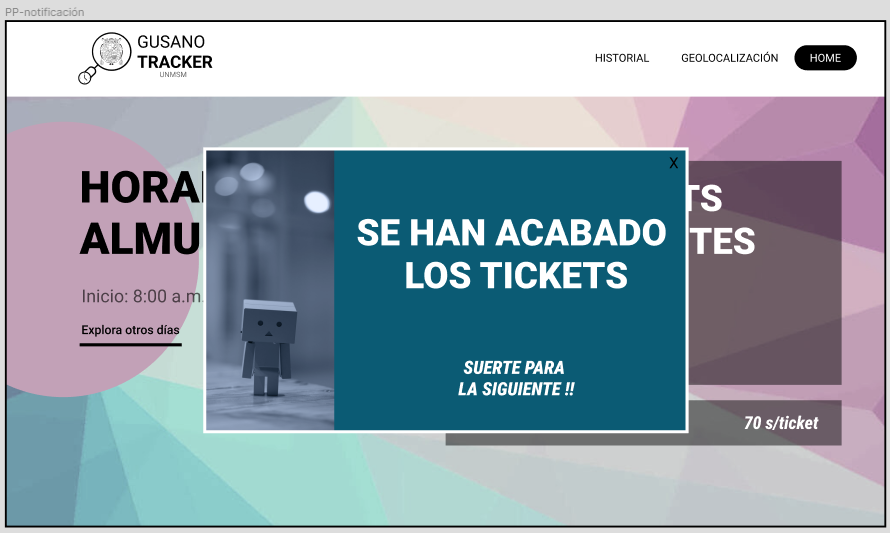 PP-notificación
GUSANO
TRACKER
UNMSM
HISTORIAL
GEOLOCALIZACIÓN
HOME
X
SE HAN ACABADO
LOS TICKETS
SUERTE PARA
LA SIGUIENTE !!
Inicio: 8:00 a.m.
Explora otros días
70 s/ticket